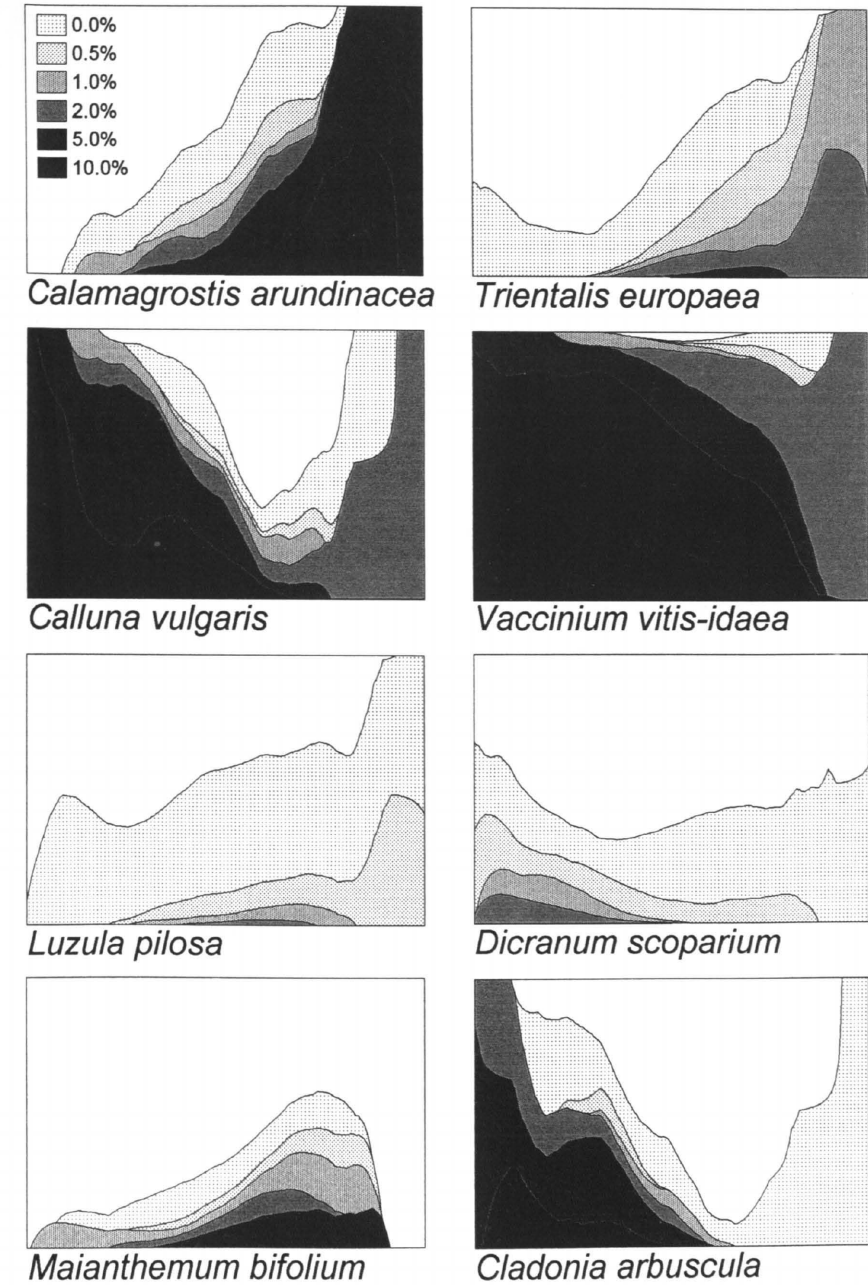 0.0%
0.5%
1.0%
2.0%
5.0%
10.0%
Calamagrostis arundinacea
Trientalis europaea
Calluna vulgaris
Vaccinium vitis-idaea
Luzula pilosa
Dicranum scoparium
Maianthemum bifolium
Cladonia arbuscula